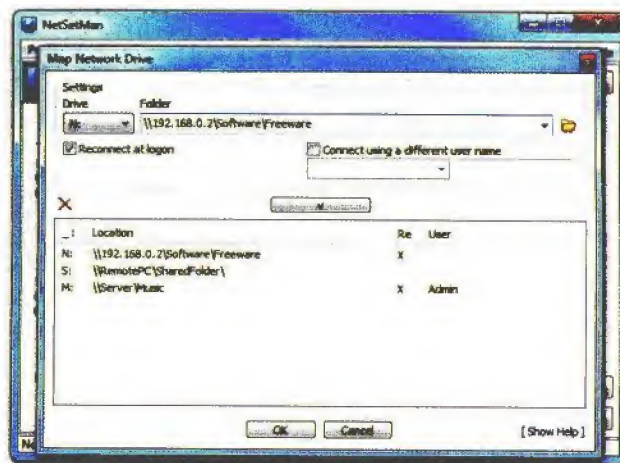 NetSetMan
Map Network Drive
Settings
Drive Folder
N: \\192.168.0.2\Software\Freeware
Reconnect at logon Connect using a different user name
_: Location Re User
N: \\192.168.0.2\Software\Freeware x
S: \\RemotePC\SharedFolder\
M: \\Server\Music x Admin
OK Cancel [ Show Help ]